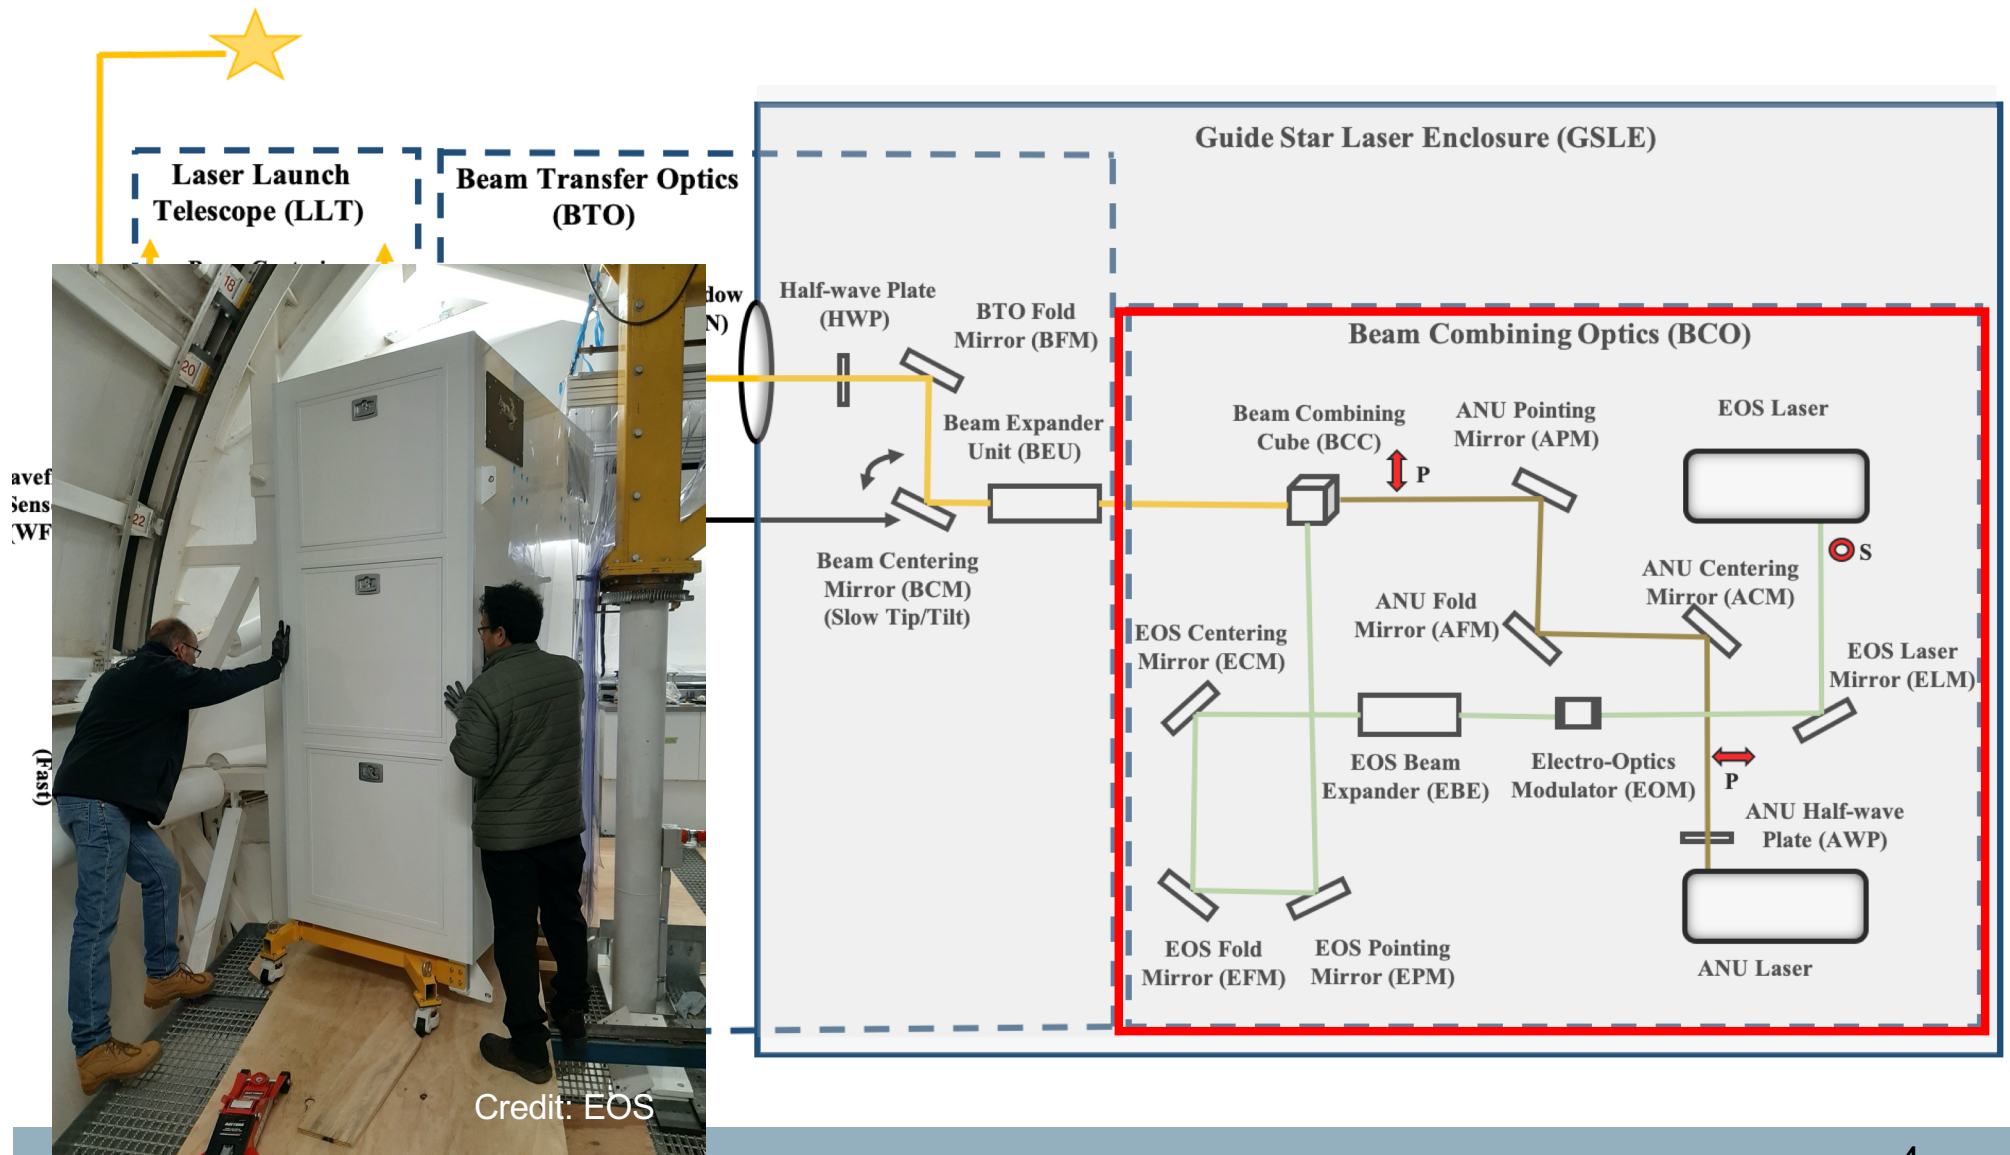 Guide Star Laser Enclosure (GSLE)
Laser Launch
Telescope (LLT)
Beam Transfer Optics
(BTO)
Half-wave Plate
(HWP)
BTO Fold
Mirror (BFM)
Beam Expander
Unit (BEU)
Beam Centering
Mirror (BCM)
(Slow Tip/Tilt)
Beam Combining Optics (BCO)
Beam Combining
Cube (BCC)
P
ANU Pointing
Mirror (APM)
EOS Laser
S
ANU Centering
Mirror (ACM)
ANU Fold
Mirror (AFM)
EOS Centering
Mirror (ECM)
EOS Laser
Mirror (ELM)
EOS Beam
Expander (EBE)
Electro-Optics
Modulator (EOM)
P
ANU Half-wave
Plate (AWP)
EOS Fold
Mirror (EFM)
EOS Pointing
Mirror (EPM)
ANU Laser
(Fast)
18
20
22
Credit: EOS